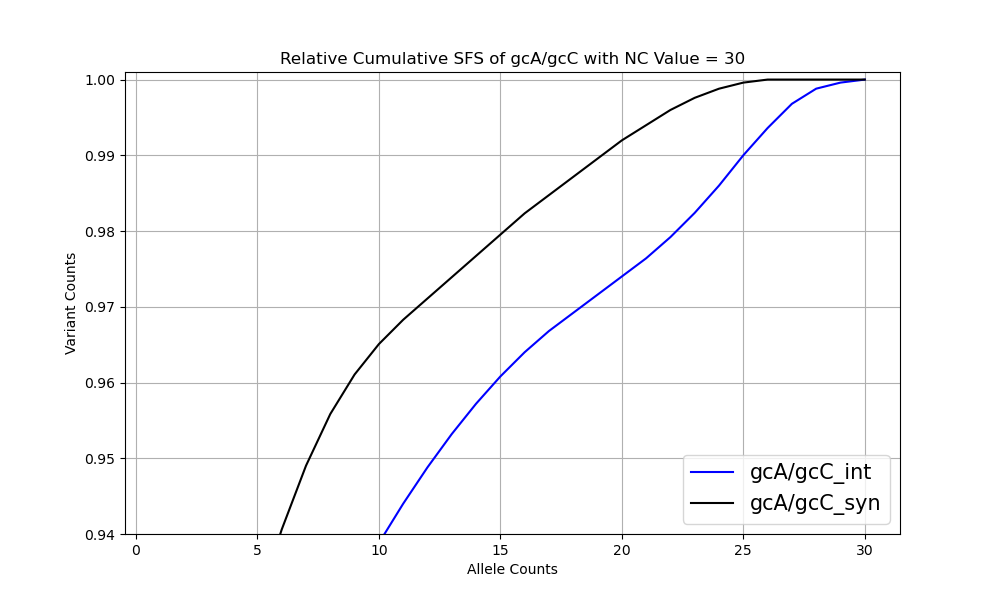 Relative Cumulative SFS of gcA/gcC with NC Value = 30
Variant Counts
1.00
0.99
0.98
0.97
0.96
0.95
0.94
0 5 10 15 20 25 30
Allele Counts
gcA/gcC_int
gcA/gcC_syn